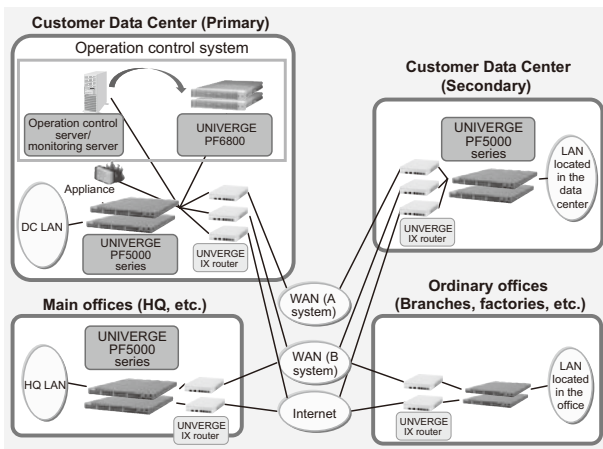 Customer Data Center (Primary)
Operation control system
Operation control
server/
monitoring server
UNIVERGE
PF6800
Appliance
DC LAN
UNIVERGE
PF5000
series
UNIVERGE
IX router
Customer Data Center
(Secondary)
UNIVERGE
PF5000
series
LAN
located
in the
data
center
UNIVERGE
IX router
WAN (A
system)
WAN (B
system)
Internet
Main offices (HQ, etc.)
UNIVERGE
PF5000
series
HQ LAN
UNIVERGE
IX router
Ordinary offices
(Branches, factories, etc.)
LAN
located
in the
office
UNIVERGE
IX router